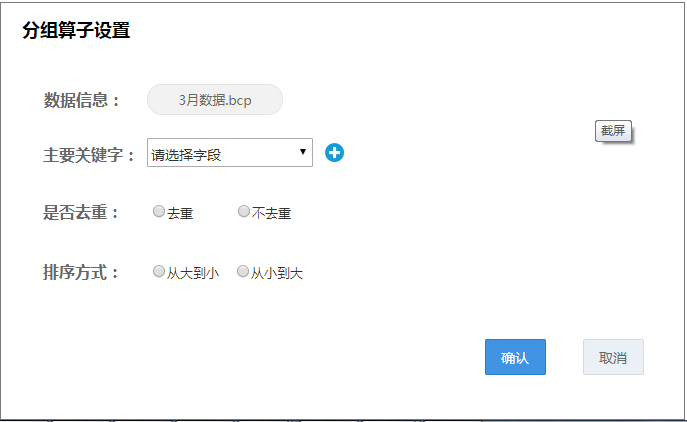 分组算子设置
数据信息： 3月数据.bcp
截屏
主要关键字： 请选择字段
是否去重： 去重 不去重
排序方式： 从大到小 从小到大
确认 取消